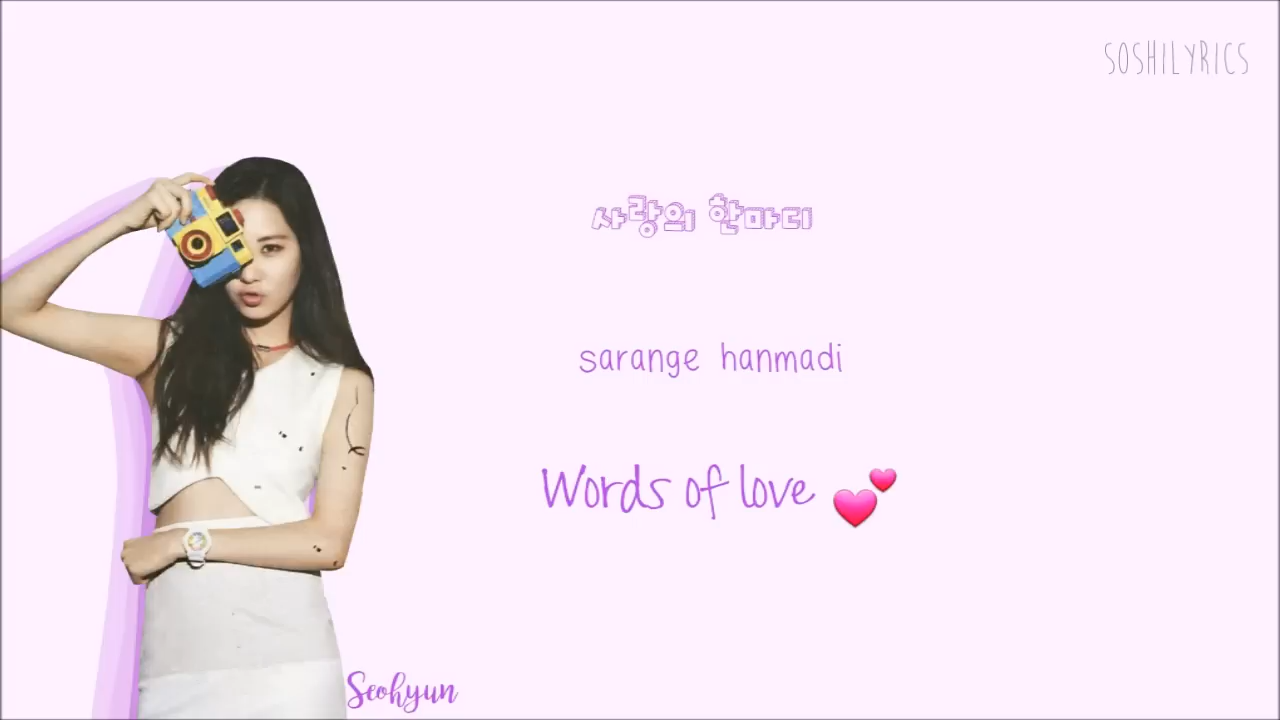 SOSHILYRICS
사랑의 한마디
sarange hanmadi
Words of love 💕
Seohyun